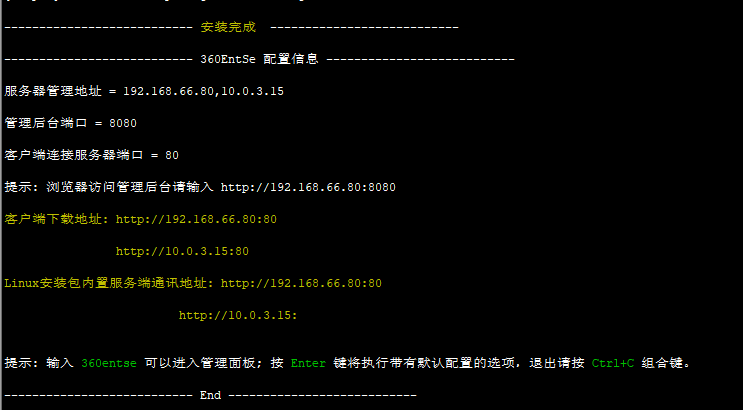 --------------------------- 安装完成 ---------------------------
--------------------------- 360EntSe 配置信息 ---------------------------
服务器管理地址 = 192.168.66.80,10.0.3.15
管理后台端口 = 8080
客户端连接服务器端口 = 80
提示: 浏览器访问管理后台请输入 http://192.168.66.80:8080
客户端下载地址: http://192.168.66.80:80
http://10.0.3.15:80
Linux安装包内置服务端通讯地址: http://192.168.66.80:80
http://10.0.3.15:
提示: 输入 360entse 可以进入管理面板; 按 Enter 键将执行带有默认配置的选项，退出请按 Ctrl+C 组合键。
--------------------------- End ---------------------------